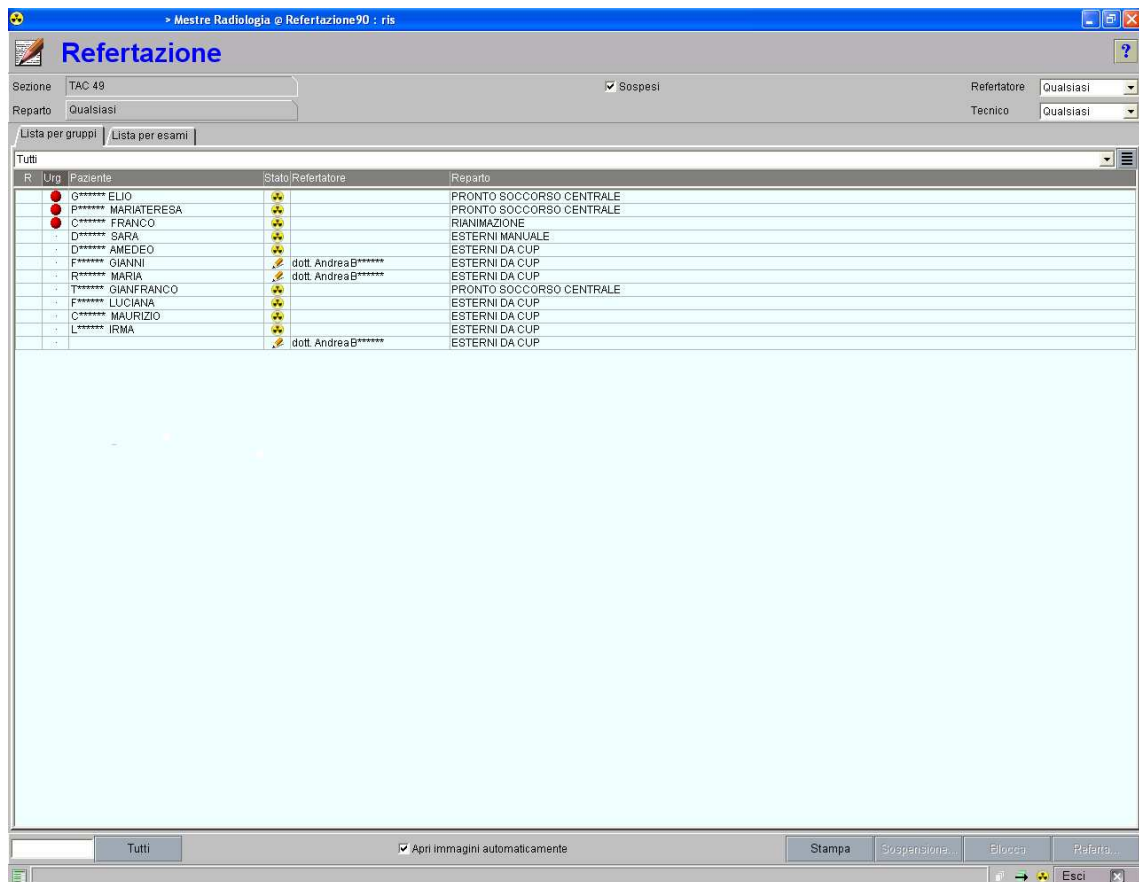 > Mestre Radiologia @ Refertazione90 : ris
Refertazione ?
Sezione TAC 49 Sospesi Refertatore Qualsiasi
Reparto Qualsiasi Tecnico Qualsiasi
Lista per gruppi Lista per esami
Tutti
R Urg Paziente Stato Refertatore Reparto
G****** ELIO PRONTO SOCCORSO CENTRALE
P****** MARIATERESA PRONTO SOCCORSO CENTRALE
C****** FRANCO RIANIMAZIONE
D****** SARA ESTERNI MANUALE
D****** AMEDEO ESTERNI DA CUP
F****** GIANNI dott. Andrea B****** ESTERNI DA CUP
R****** MARIA dott. Andrea B****** ESTERNI DA CUP
T****** GIANFRANCO PRONTO SOCCORSO CENTRALE
F****** LUCIANA ESTERNI DA CUP
C****** MAURIZIO ESTERNI DA CUP
L****** IRMA ESTERNI DA CUP
dott. Andrea B****** ESTERNI DA CUP
Tutti Apri immagini automaticamente Stampa Sospensione... Blocca Referta...
Esci